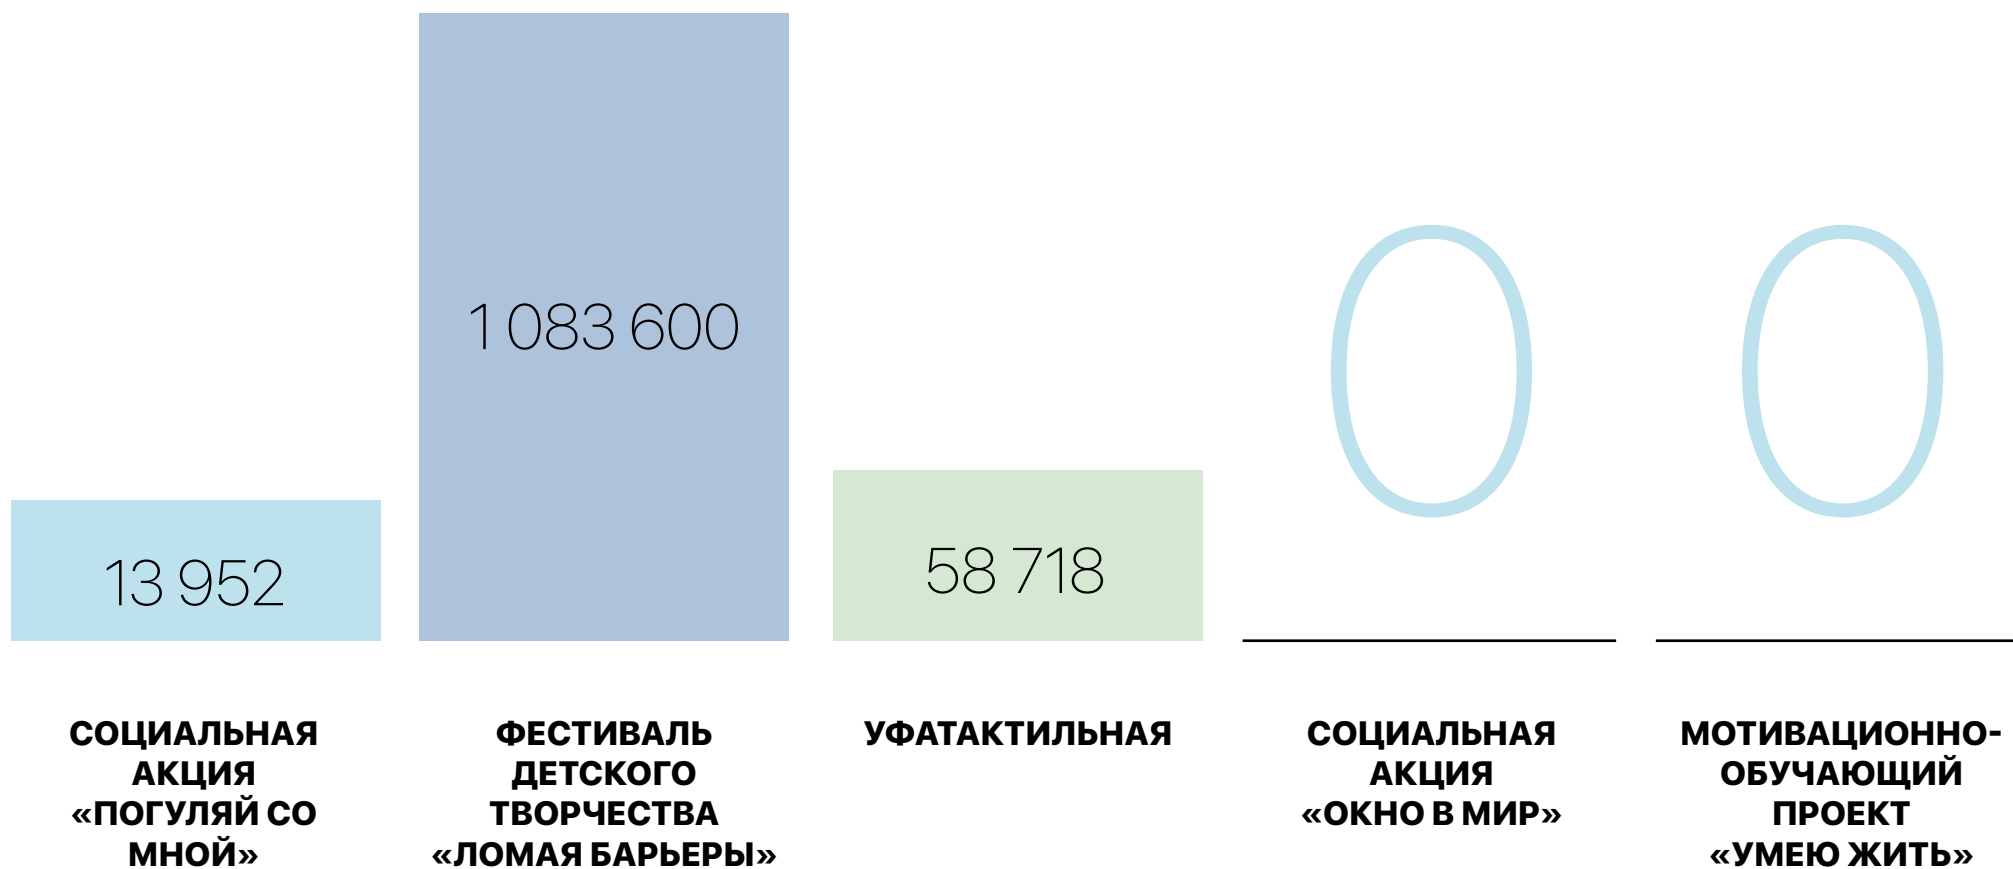 13 952
1 083 600
58 718
0
0
СОЦИАЛЬНАЯ
АКЦИЯ
«ПОГУЛЯЙ СО
МНОЙ»
ФЕСТИВАЛЬ
ДЕТСКОГО
ТВОРЧЕСТВА
«ЛОМАЯ БАРЬЕРЫ»
УФАТАКТИЛЬНАЯ
СОЦИАЛЬНАЯ
АКЦИЯ
«ОКНО В МИР»
МОТИВАЦИОННО-
ОБУЧАЮЩИЙ
ПРОЕКТ
«УМЕЮ ЖИТЬ»